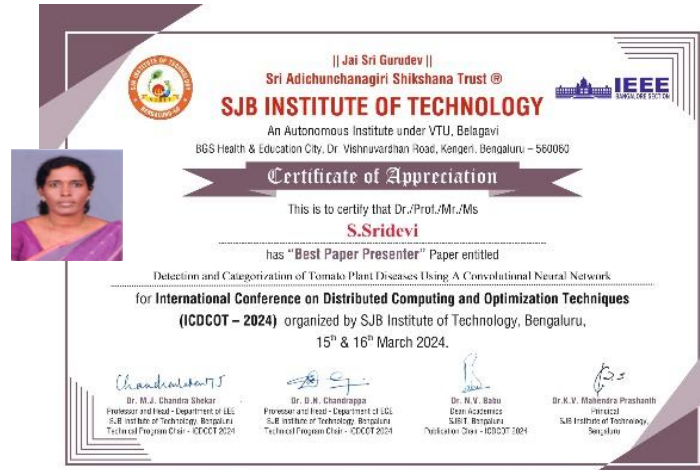 || Jai Sri Gurudev ||
Sri Adichunchanagiri Shikshana Trust ®
SJB INSTITUTE OF TECHNOLOGY
IEEE
BANGALORE SECTION
An Autonomous Institute under VTU, Belagavi
BGS Health & Education City, Dr. Vishnuvardhan Road, Kengeri, Bengaluru – 560060
Certificate of Appreciation
This is to certify that Dr./Prof./Mr./Ms
S.Sridevi
has "Best Paper Presenter" Paper entitled
Detection and Categorization of Tomato Plant Diseases Using A Convolutional Neural Network
for International Conference on Distributed Computing and Optimization Techniques
(ICDCOT – 2024) organized by SJB Institute of Technology, Bengaluru,
15th & 16th March 2024.
Dr. M.J. Chandra Shekar
Professor and Head - Department of EEE
SJB Institute of Technology, Bengaluru
Technical Program Chair - ICDCOT 2024
Dr. D.N. Chandrappa
Professor and Head - Department of ECE
SJB Institute of Technology, Bengaluru
Technical Program Chair - ICDCOT 2024
Dr. N.V. Babu
Dean Academics
SJBIT, Bengaluru
Publication Chair - ICDCOT 2024
Dr.K.V. Mahendra Prashanth
Principal
SJB Institute of Technology,
Bengaluru